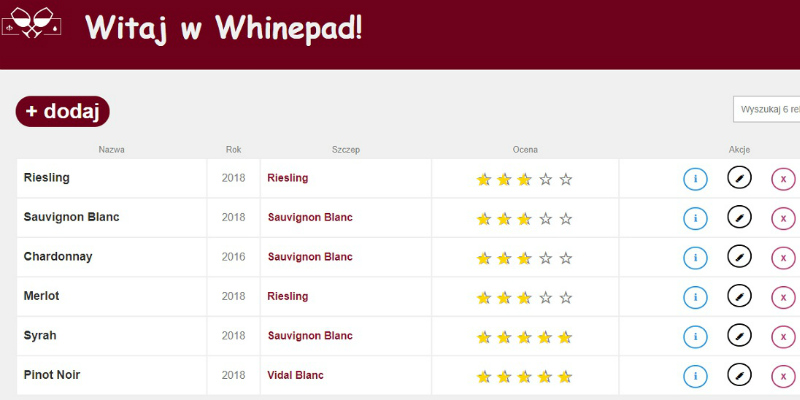 Witaj w Whinepad!
+ dodaj
Wyszukaj 6
Nazwa Rok Szczep Ocena Akcje
Riesling 2018 Riesling i x
Sauvignon Blanc 2018 Sauvignon Blanc i x
Chardonnay 2016 Sauvignon Blanc i x
Merlot 2018 Riesling i x
Syrah 2018 Sauvignon Blanc i x
Pinot Noir 2018 Vidal Blanc i x